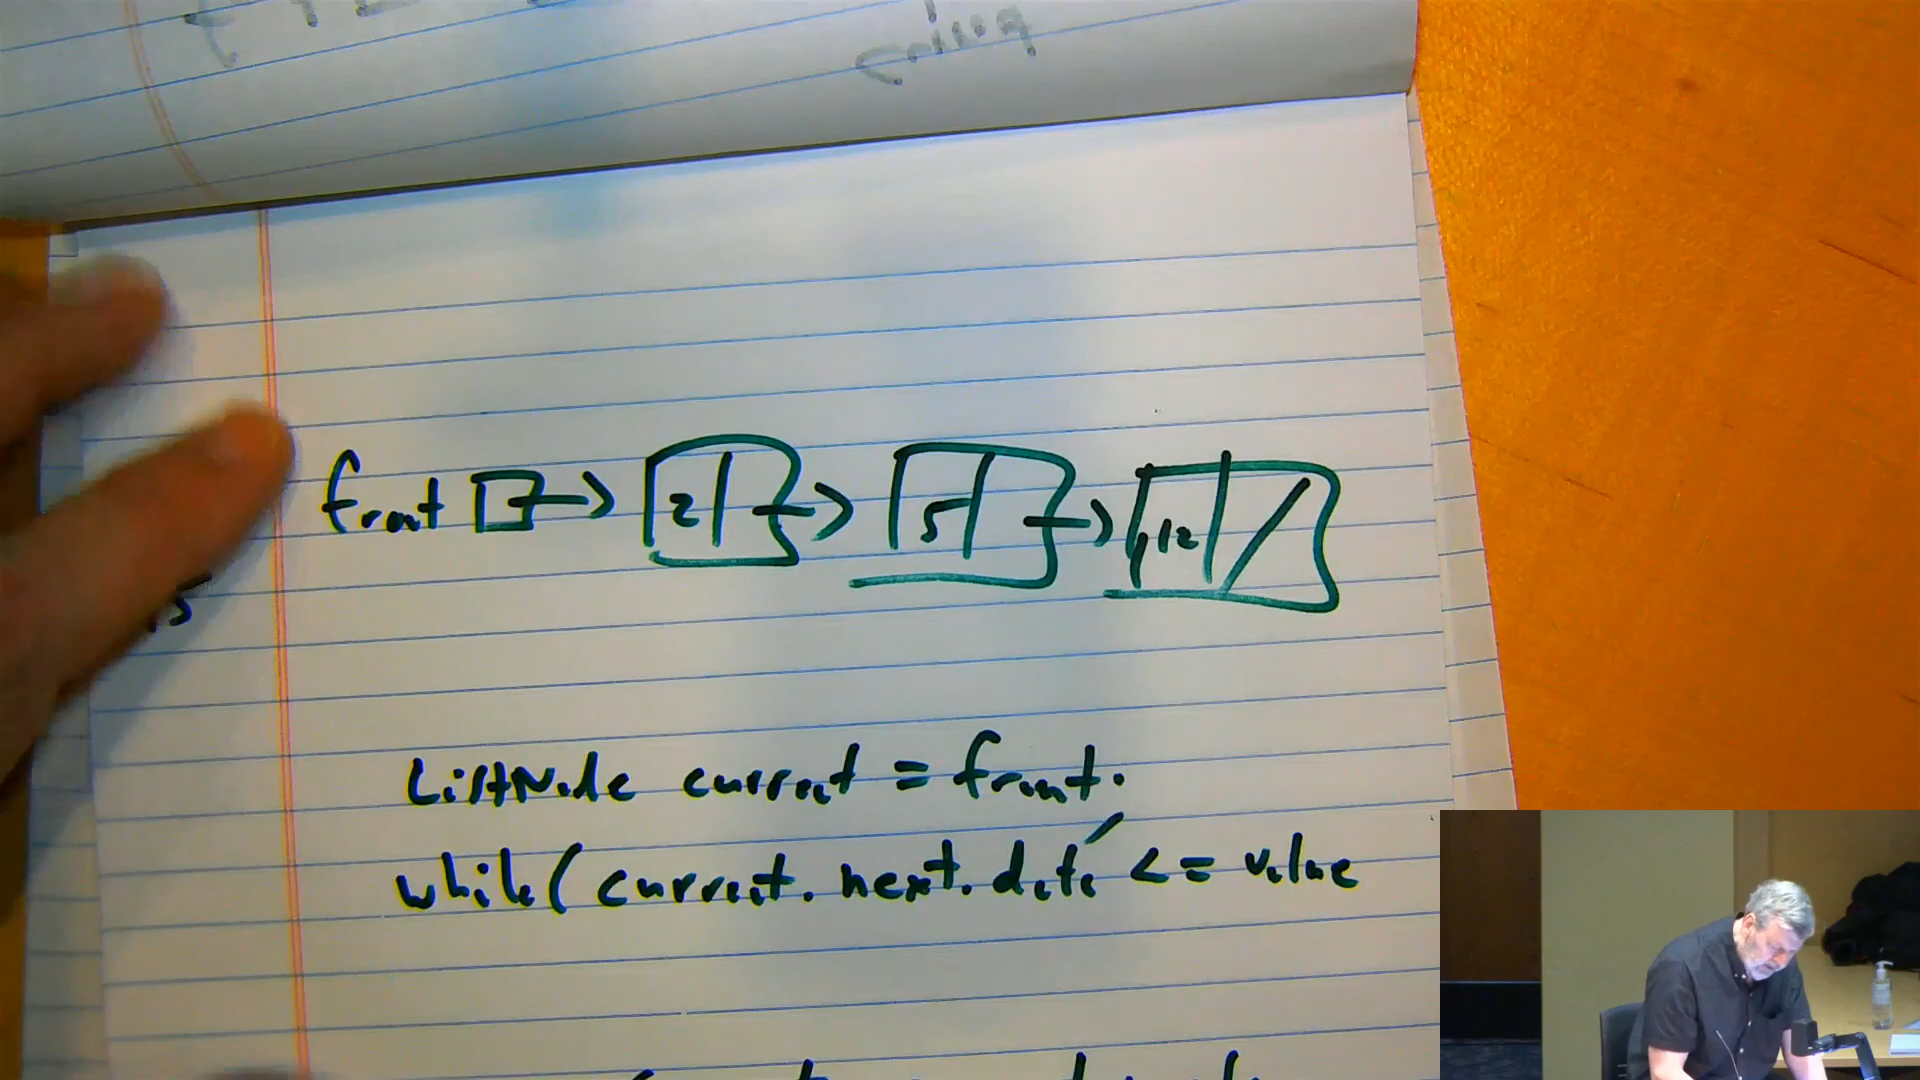 front 2 5 12
ListNode current = front.
while( current.next.data <= value